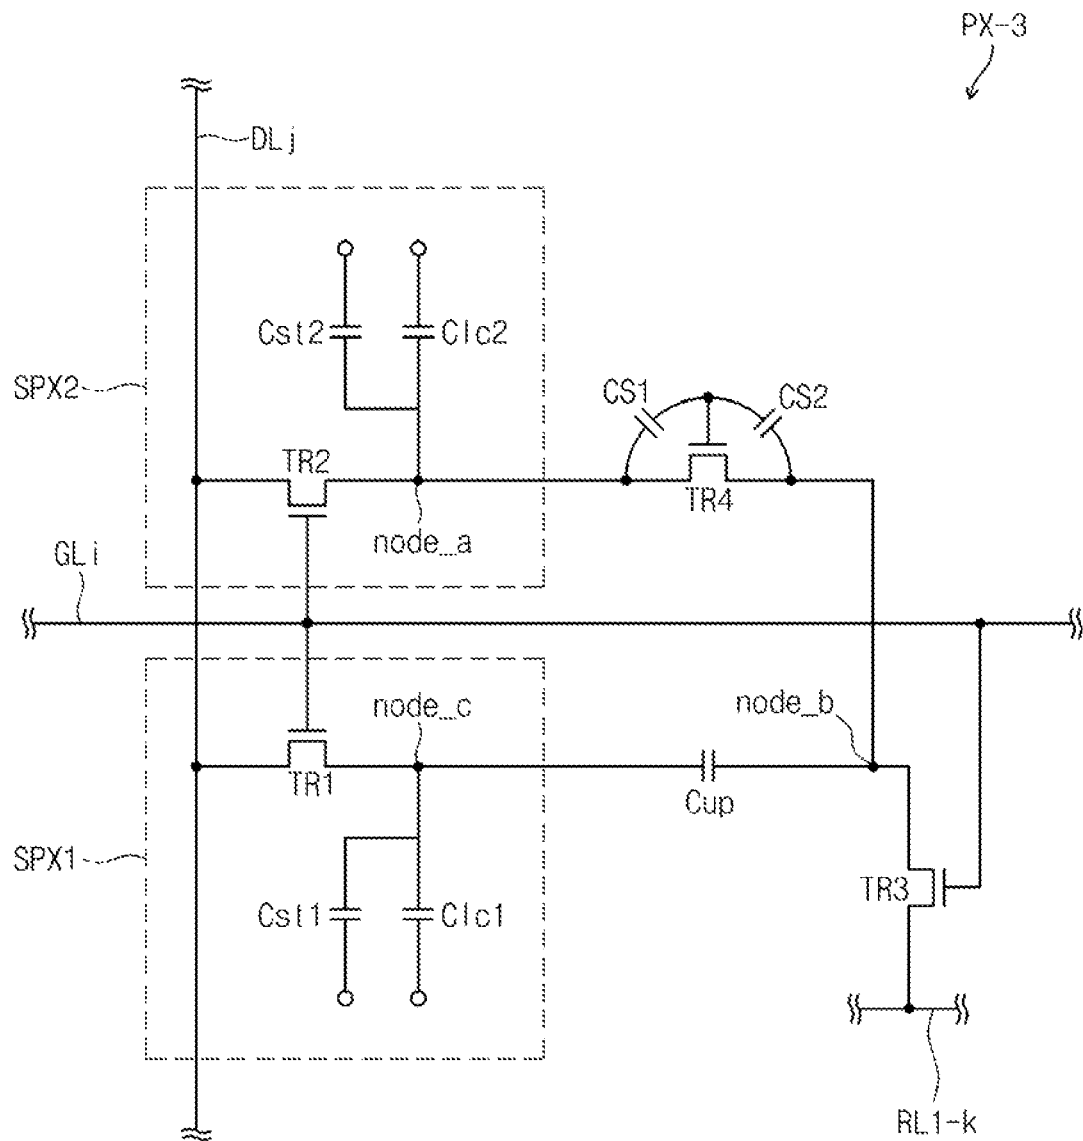 PX-3
DLj
Cst2
Clc2
SPX2
CS1
CS2
TR2
TR4
node_a
GLi
node_c
node_b
TR1
Cup
SPX1
TR3
Cst1
Clc1
RL1-k